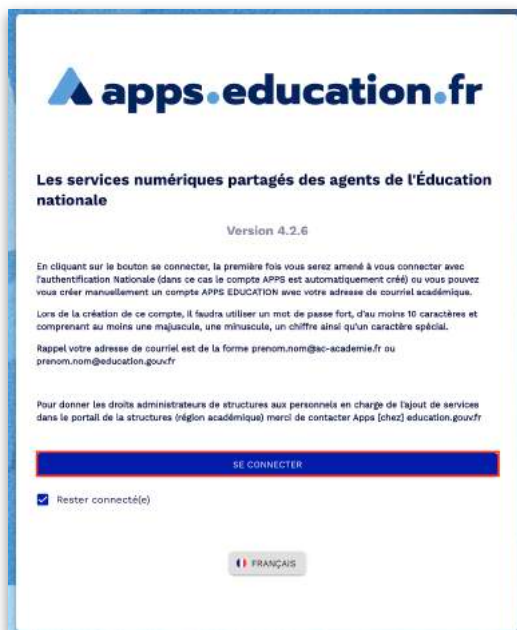 apps.education.fr
Les services numériques partagés des agents de l'Éducation
nationale
Version 4.2.6
En cliquant sur le bouton se connecter, la première fois vous serez amené à vous connecter avec
l'authentification Nationale (dans ce cas le compte APPS est automatiquement créé) ou vous pouvez
vous créer manuellement un compte APPS EDUCATION avec votre adresse de courriel académique.
Lors de la création de ce compte, il faudra utiliser un mot de passe fort, d'au moins 10 caractères et
comprenant au moins une majuscule, une minuscule, un chiffre ainsi qu'un caractère spécial.
Rappel votre adresse de courriel est de la forme prenom.nom@ac-academie.fr ou
prenom.nom@education.gouv.fr
Pour donner les droits administrateurs de structures aux personnels en charge de l'ajout de services
dans le portail de la structures (région académique) merci de contacter Apps [chez] education.gouv.fr
SE CONNECTER
Rester connecté(e)
FRANÇAIS